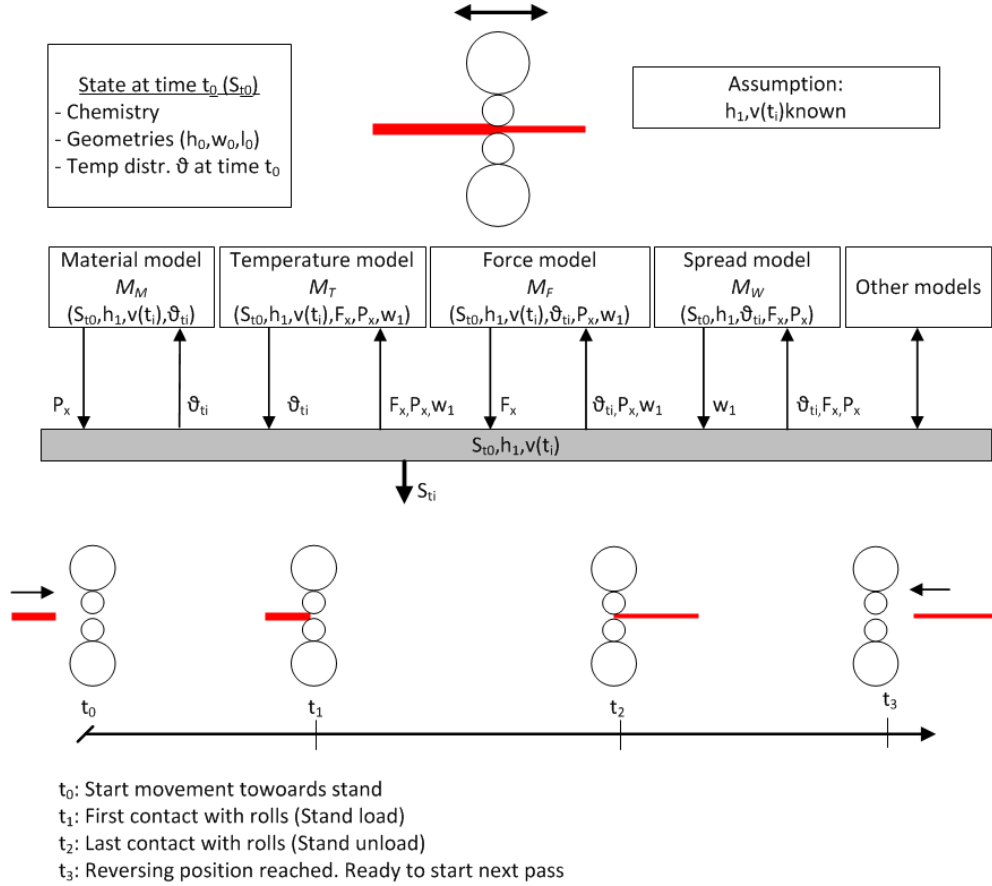 State at time t₀ (Sₜ₀)
- Chemistry
- Geometries (h₀,w₀,l₀)
- Temp distr. ϑ at time t₀
Assumption:
h₁,v(tᵢ)known
Material model
M_M
(Sₜ₀,h₁,v(tᵢ),ϑₜᵢ)
Temperature model
M_T
(Sₜ₀,h₁,v(tᵢ),Fₓ,Pₓ,w₁)
Force model
M_F
(Sₜ₀,h₁,v(tᵢ),ϑₜᵢ,Pₓ,w₁)
Spread model
M_W
(Sₜ₀,h₁,ϑₜᵢ,Fₓ,Pₓ)
Other models
Pₓ
ϑₜᵢ
ϑₜᵢ
Fₓ,Pₓ,w₁
Fₓ
ϑₜᵢ,Pₓ,w₁
w₁
ϑₜᵢ,Fₓ,Pₓ
Sₜ₀,h₁,v(tᵢ)
Sₜᵢ
t₀
t₁
t₂
t₃
t₀: Start movement towoards stand
t₁: First contact with rolls (Stand load)
t₂: Last contact with rolls (Stand unload)
t₃: Reversing position reached. Ready to start next pass